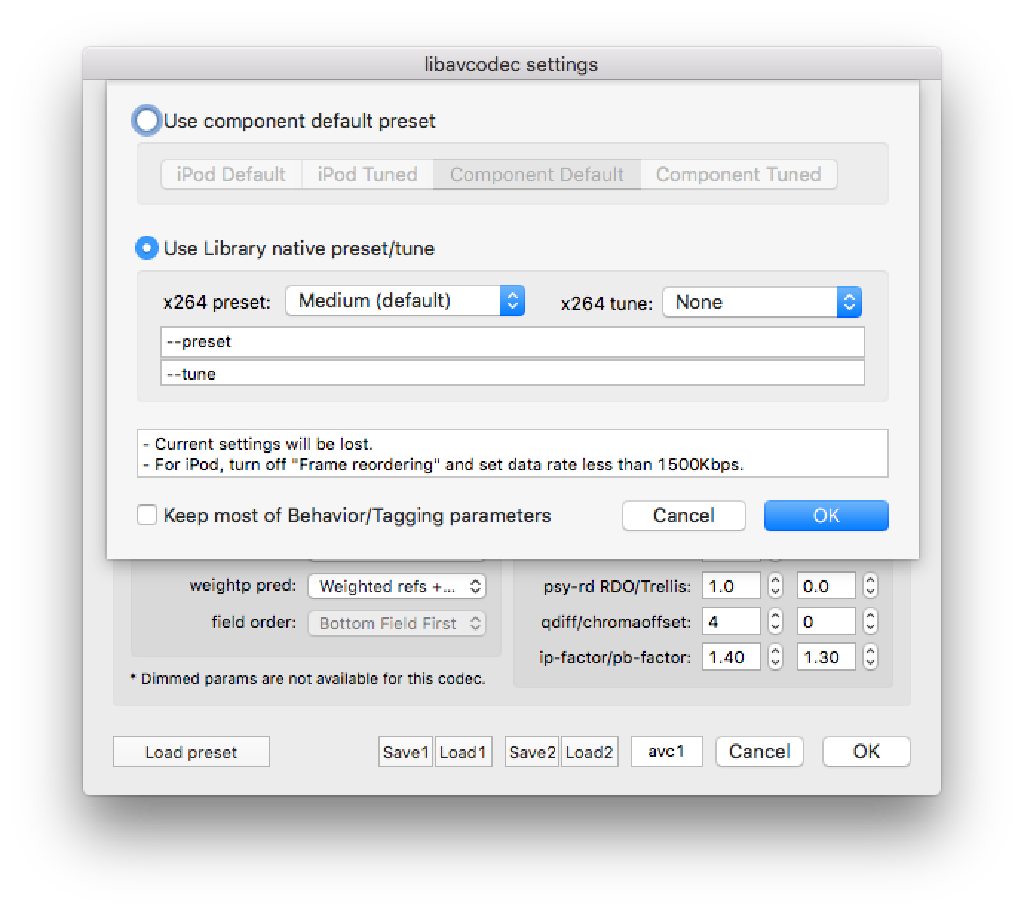 libavcodec settings
Use component default preset
iPod Default iPod Tuned Component Default Component Tuned
Use Library native preset/tune
x264 preset: Medium (default) x264 tune: None
--preset
--tune
- Current settings will be lost.
- For iPod, turn off "Frame reordering" and set data rate less than 1500Kbps.
Keep most of Behavior/Tagging parameters Cancel OK
weightp pred: Weighted refs +... psy-rd RDO/Trellis: 1.0 0.0
field order: Bottom Field First qdiff/chromaoffset: 4 0
ip-factor/pb-factor: 1.40 1.30
* Dimmed params are not available for this codec.
Load preset Save1 Load1 Save2 Load2 avc1 Cancel OK